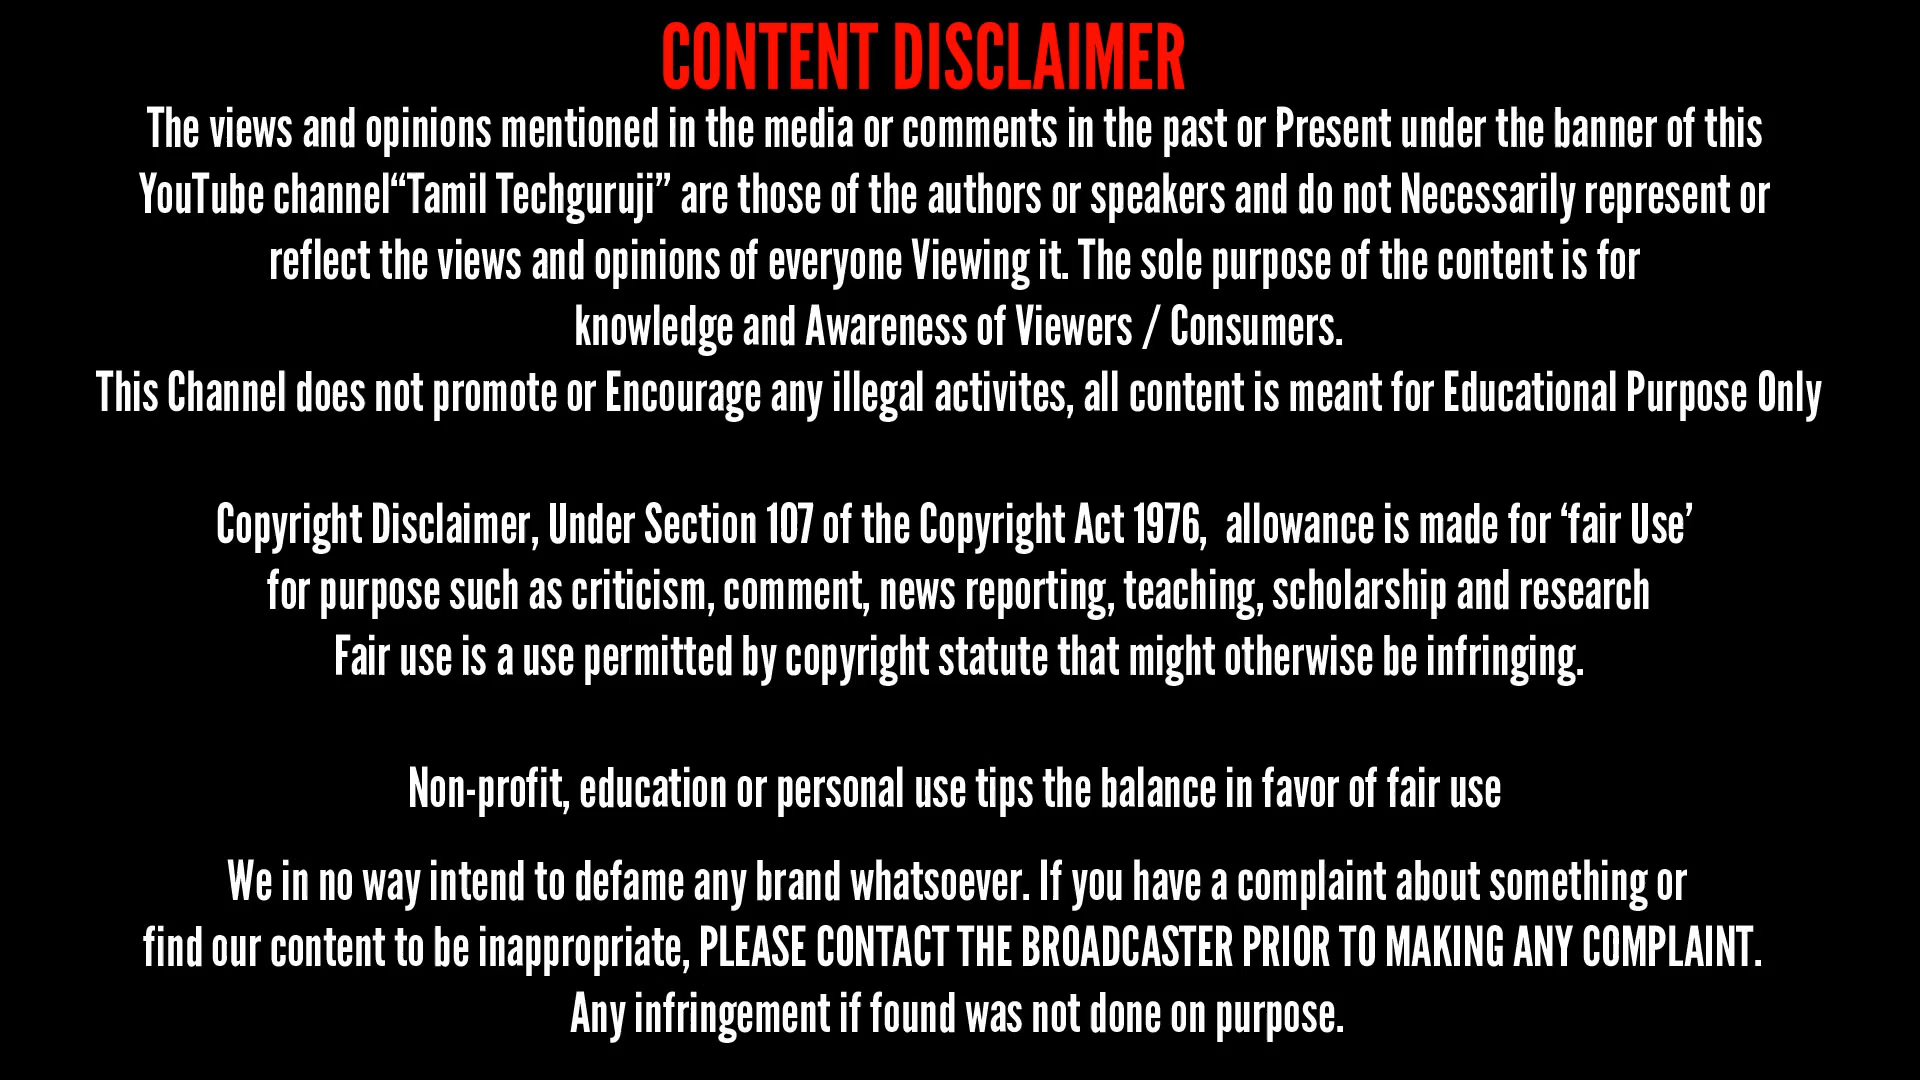 CONTENT DISCLAIMER
The views and opinions mentioned in the media or comments in the past or Present under the banner of this
YouTube channel“Tamil Techguruji” are those of the authors or speakers and do not Necessarily represent or
reflect the views and opinions of everyone Viewing it. The sole purpose of the content is for
knowledge and Awareness of Viewers / Consumers.
This Channel does not promote or Encourage any illegal activites, all content is meant for Educational Purpose Only
Copyright Disclaimer, Under Section 107 of the Copyright Act 1976, allowance is made for ‘fair Use’
for purpose such as criticism, comment, news reporting, teaching, scholarship and research
Fair use is a use permitted by copyright statute that might otherwise be infringing.
Non-profit, education or personal use tips the balance in favor of fair use
We in no way intend to defame any brand whatsoever. If you have a complaint about something or
find our content to be inappropriate, PLEASE CONTACT THE BROADCASTER PRIOR TO MAKING ANY COMPLAINT.
Any infringement if found was not done on purpose.